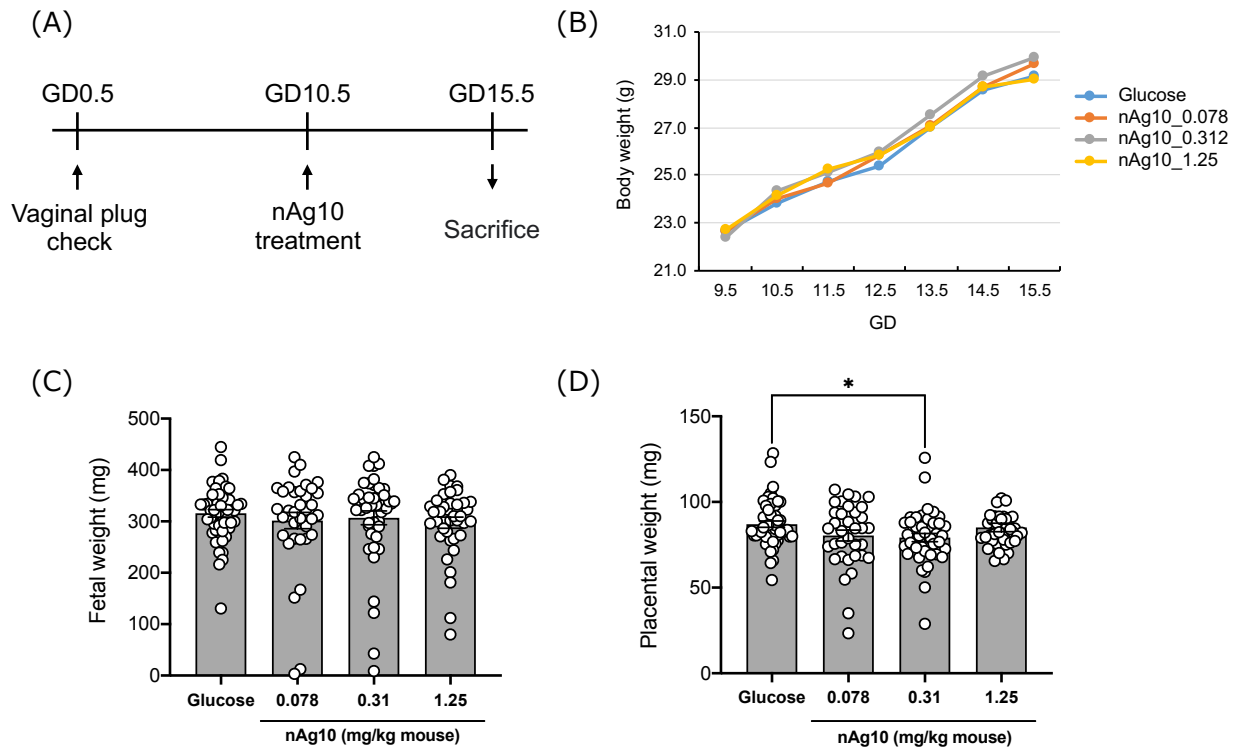 (A)
GD0.5 GD10.5 GD15.5
Vaginal plug
check
nAg10
treatment
Sacrifice
(B)
Body weight (g)
31.0
29.0
27.0
25.0
23.0
21.0
9.5 10.5 11.5 12.5 13.5 14.5 15.5
GD
Glucose
nAg10_0.078
nAg10_0.312
nAg10_1.25
(C)
Fetal weight (mg)
500
400
300
200
100
0
Glucose 0.078 0.31 1.25
nAg10 (mg/kg mouse)
(D)
*
Placental weight (mg)
150
100
50
0
Glucose 0.078 0.31 1.25
nAg10 (mg/kg mouse)